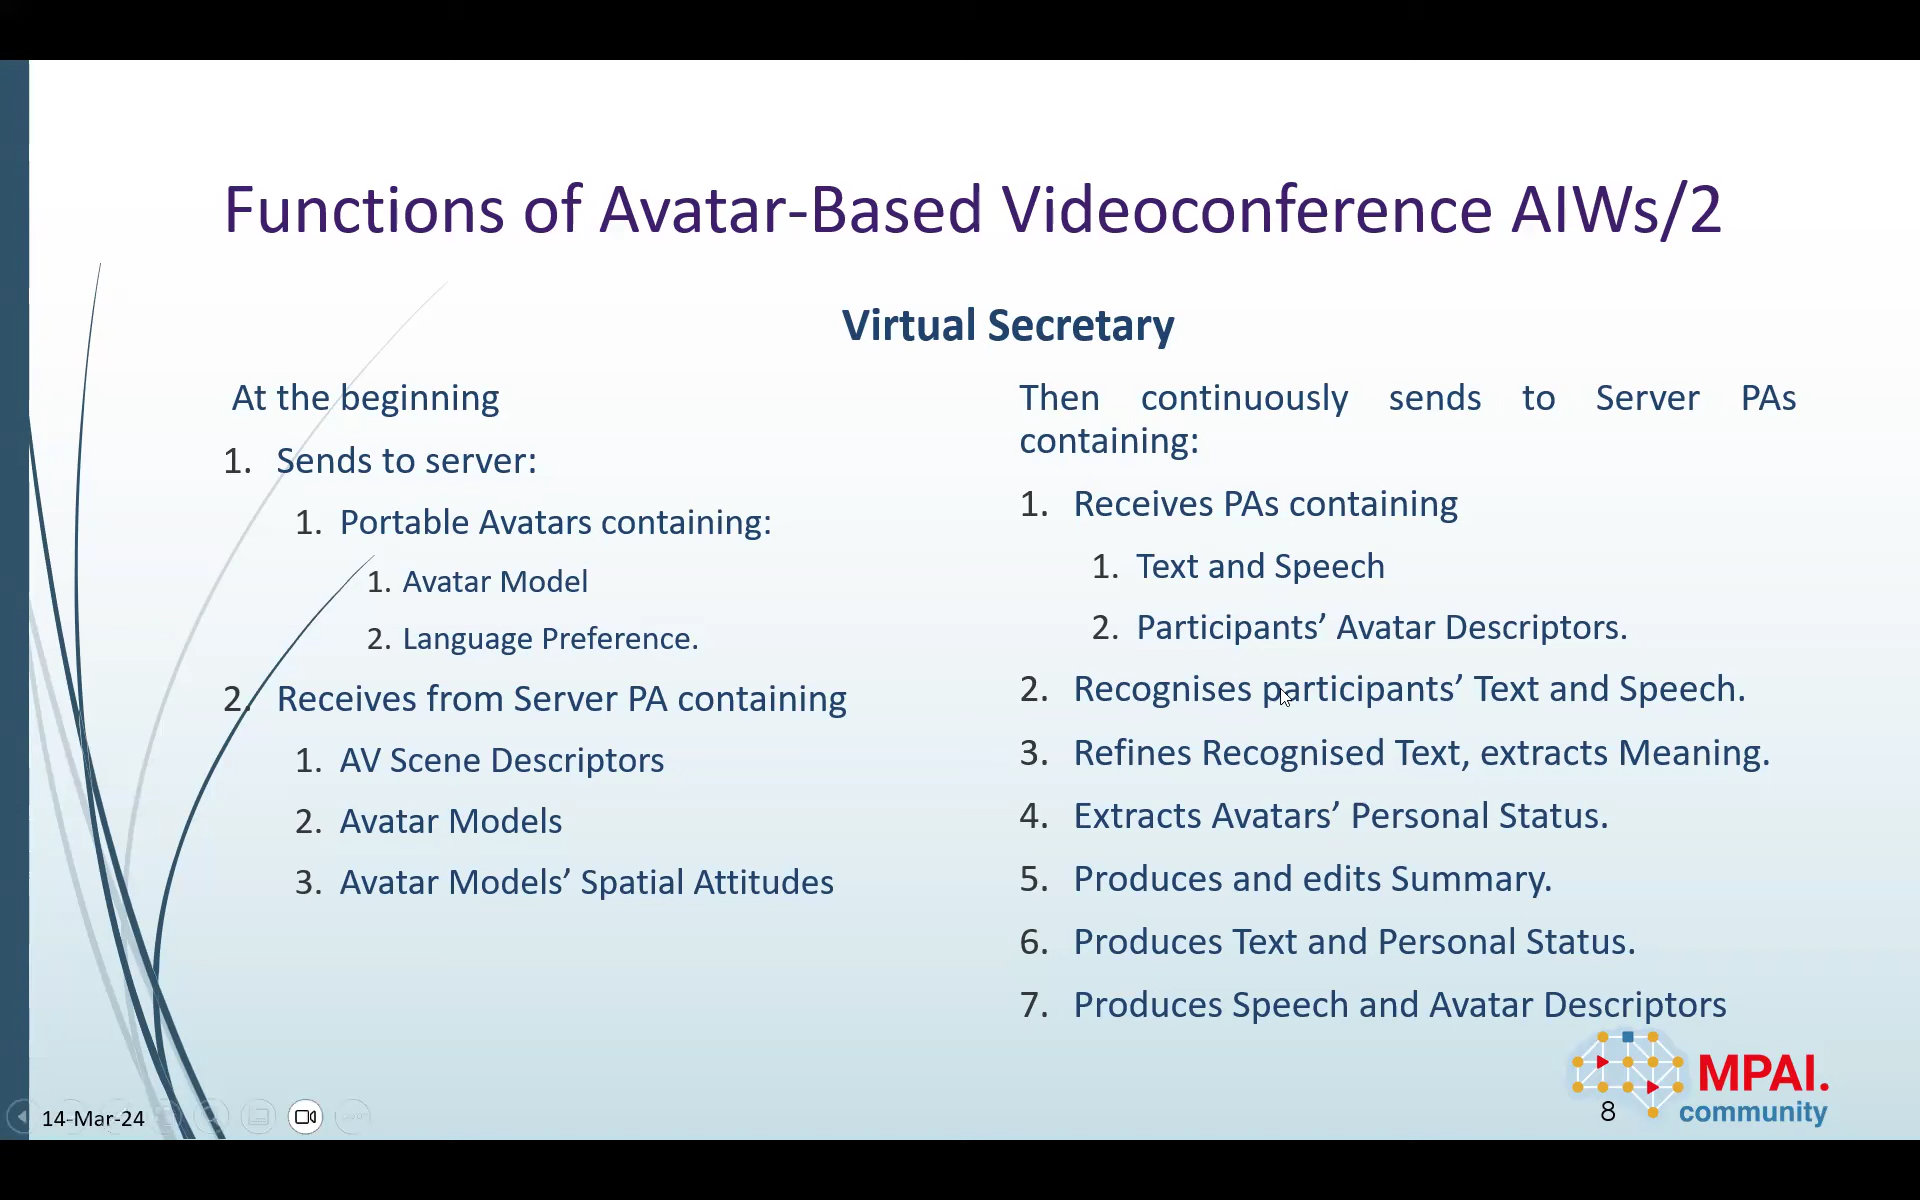 Functions of Avatar-Based Videoconference AIWs/2
Virtual Secretary
At the beginning
1. Sends to server:
1. Portable Avatars containing:
1. Avatar Model
2. Language Preference.
2. Receives from Server PA containing
1. AV Scene Descriptors
2. Avatar Models
3. Avatar Models’ Spatial Attitudes
Then continuously sends to Server PAs
containing:
1. Receives PAs containing
1. Text and Speech
2. Participants’ Avatar Descriptors.
2. Recognises participants’ Text and Speech.
3. Refines Recognised Text, extracts Meaning.
4. Extracts Avatars’ Personal Status.
5. Produces and edits Summary.
6. Produces Text and Personal Status.
7. Produces Speech and Avatar Descriptors
14-Mar-24
8
MPAI.
community